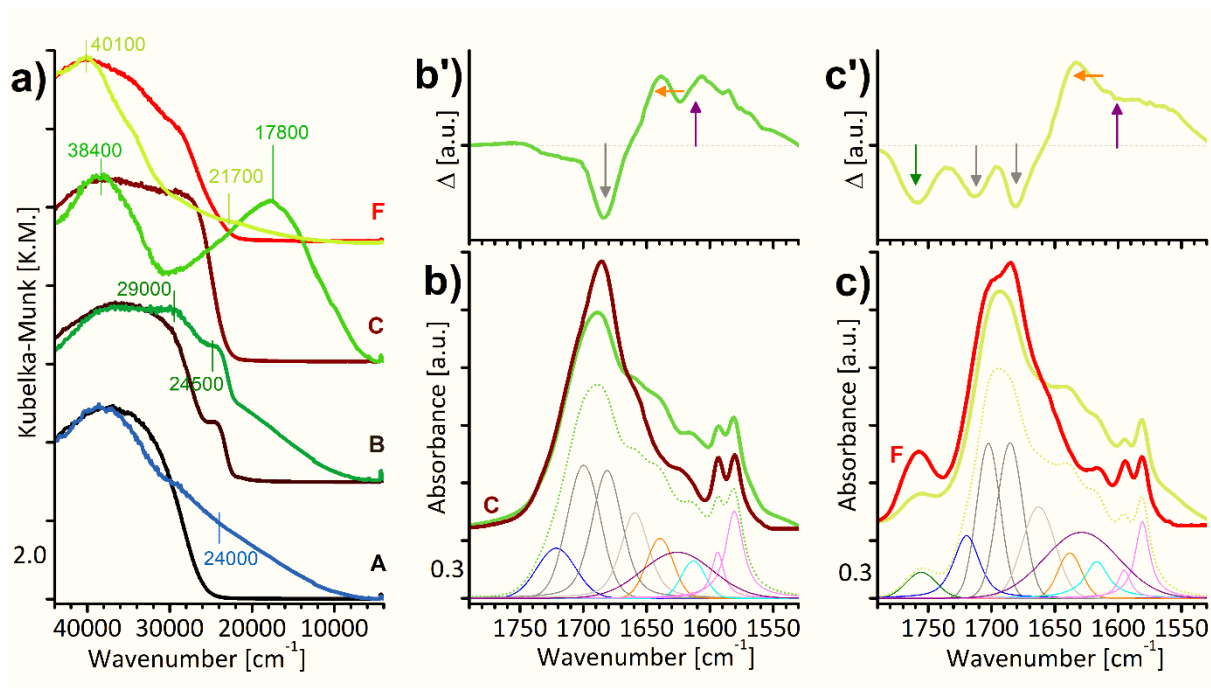 a)
40100
38400
17800
21700
F
29000
C
24500
B
24000
A
2.0
Kubelka-Munk [K.M.]
40000 30000 20000 10000
Wavenumber [cm⁻¹]
b')
Δ [a.u.]
b)
C
0.3
Absorbance [a.u.]
1750 1700 1650 1600 1550
Wavenumber [cm⁻¹]
c')
Δ [a.u.]
c)
F
0.3
Absorbance [a.u.]
1750 1700 1650 1600 1550
Wavenumber [cm⁻¹]